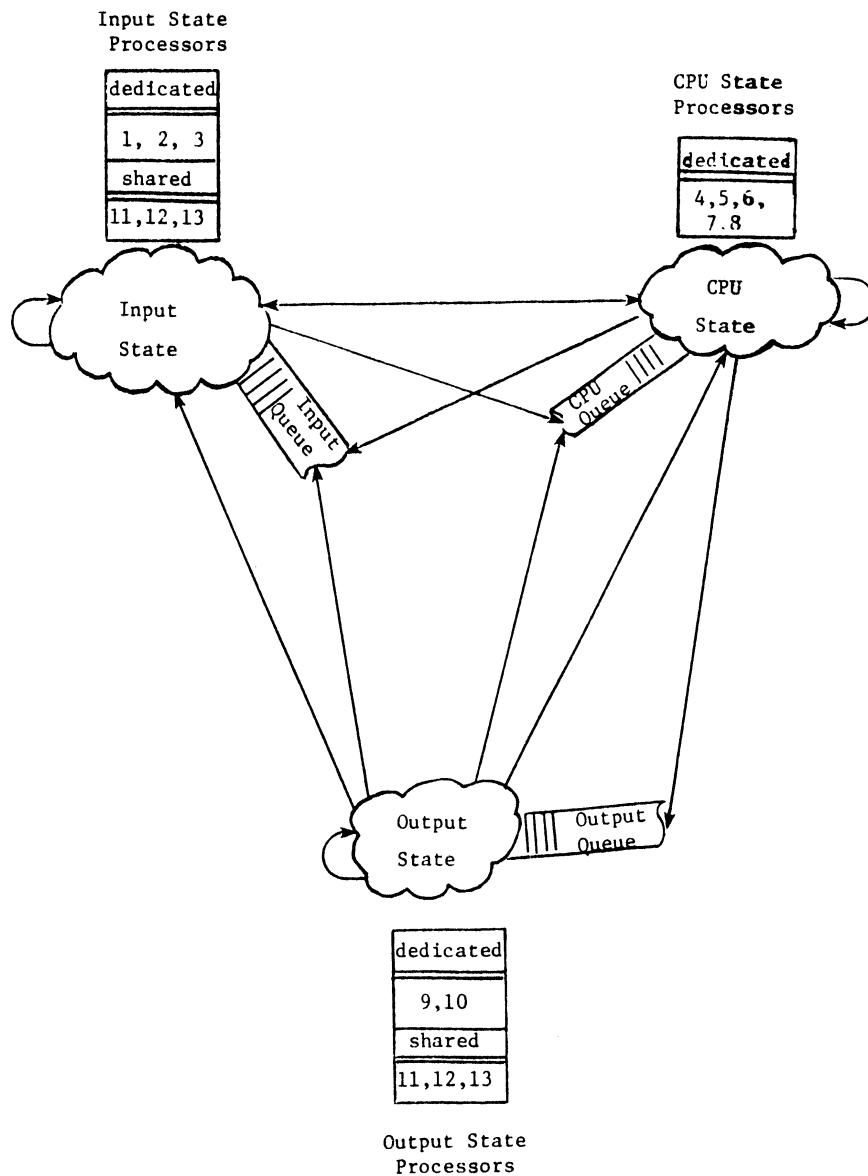 Input State
Processors
dedicated
1, 2, 3
shared
11,12,13
CPU State
Processors
dedicated
4,5,6,
7.8
Input
State
CPU
State
Input
Queue
CPU
Queue
Output
State
Output
Queue
dedicated
9,10
shared
11,12,13
Output State
Processors